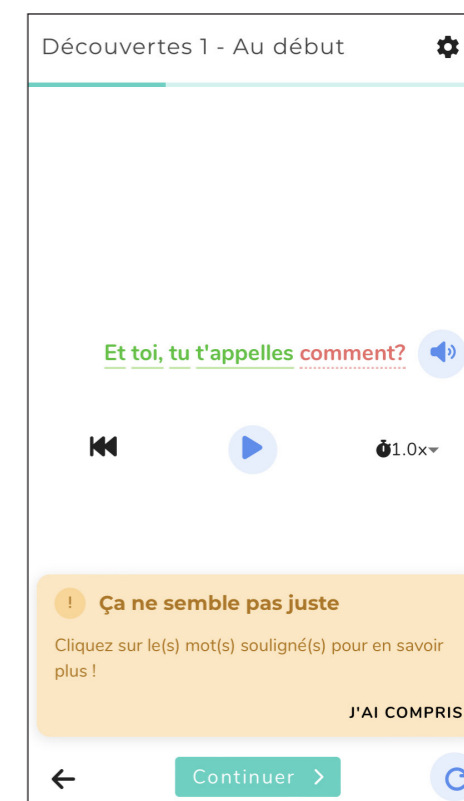 Découvertes 1 - Au début
Et toi, tu t'appelles comment?
1.0x
!
Ça ne semble pas juste
Cliquez sur le(s) mot(s) souligné(s) pour en savoir
plus !
J'AI COMPRIS
Continuer